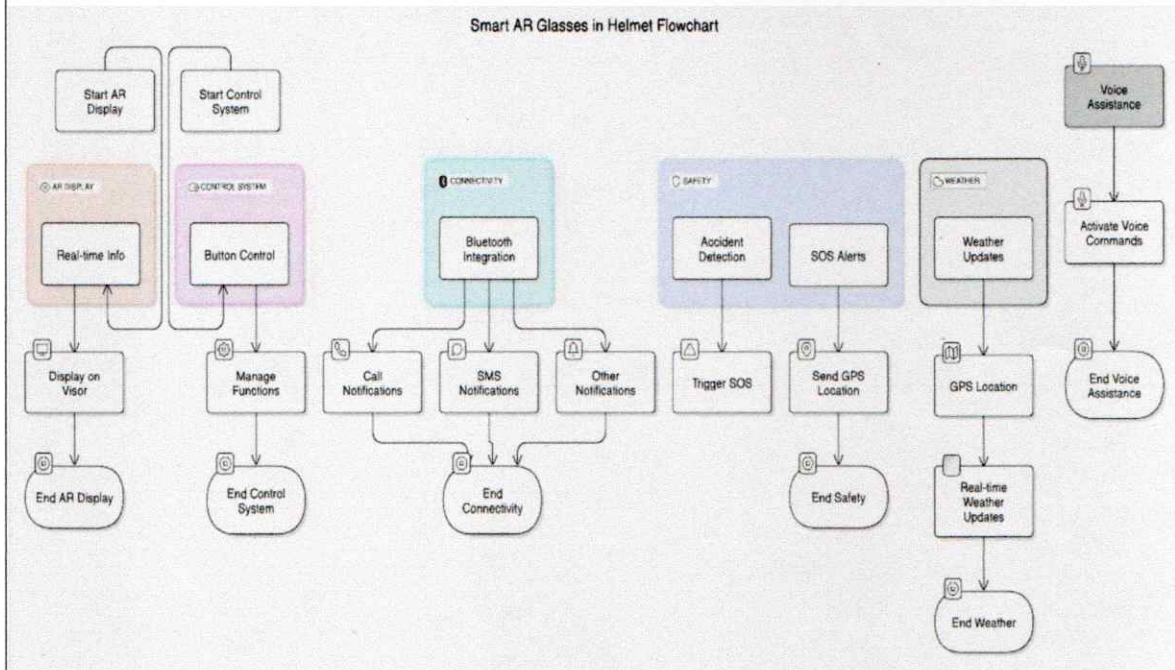 Smart AR Glasses in Helmet Flowchart
Start AR
Display
Start Control
System
Voice
Assistance
AR DISPLAY
CONTROL SYSTEM
CONNECTIVITY
SAFETY
WEATHER
Real-time Info
Button Control
Bluetooth
Integration
Accident
Detection
SOS Alerts
Weather
Updates
Activate Voice
Commands
Display on
Visor
Manage
Functions
Call
Notifications
SMS
Notifications
Other
Notifications
Trigger SOS
Send GPS
Location
GPS Location
End Voice
Assistance
End AR Display
End Control
System
End
Connectivity
End Safety
Real-time
Weather
Updates
End Weather